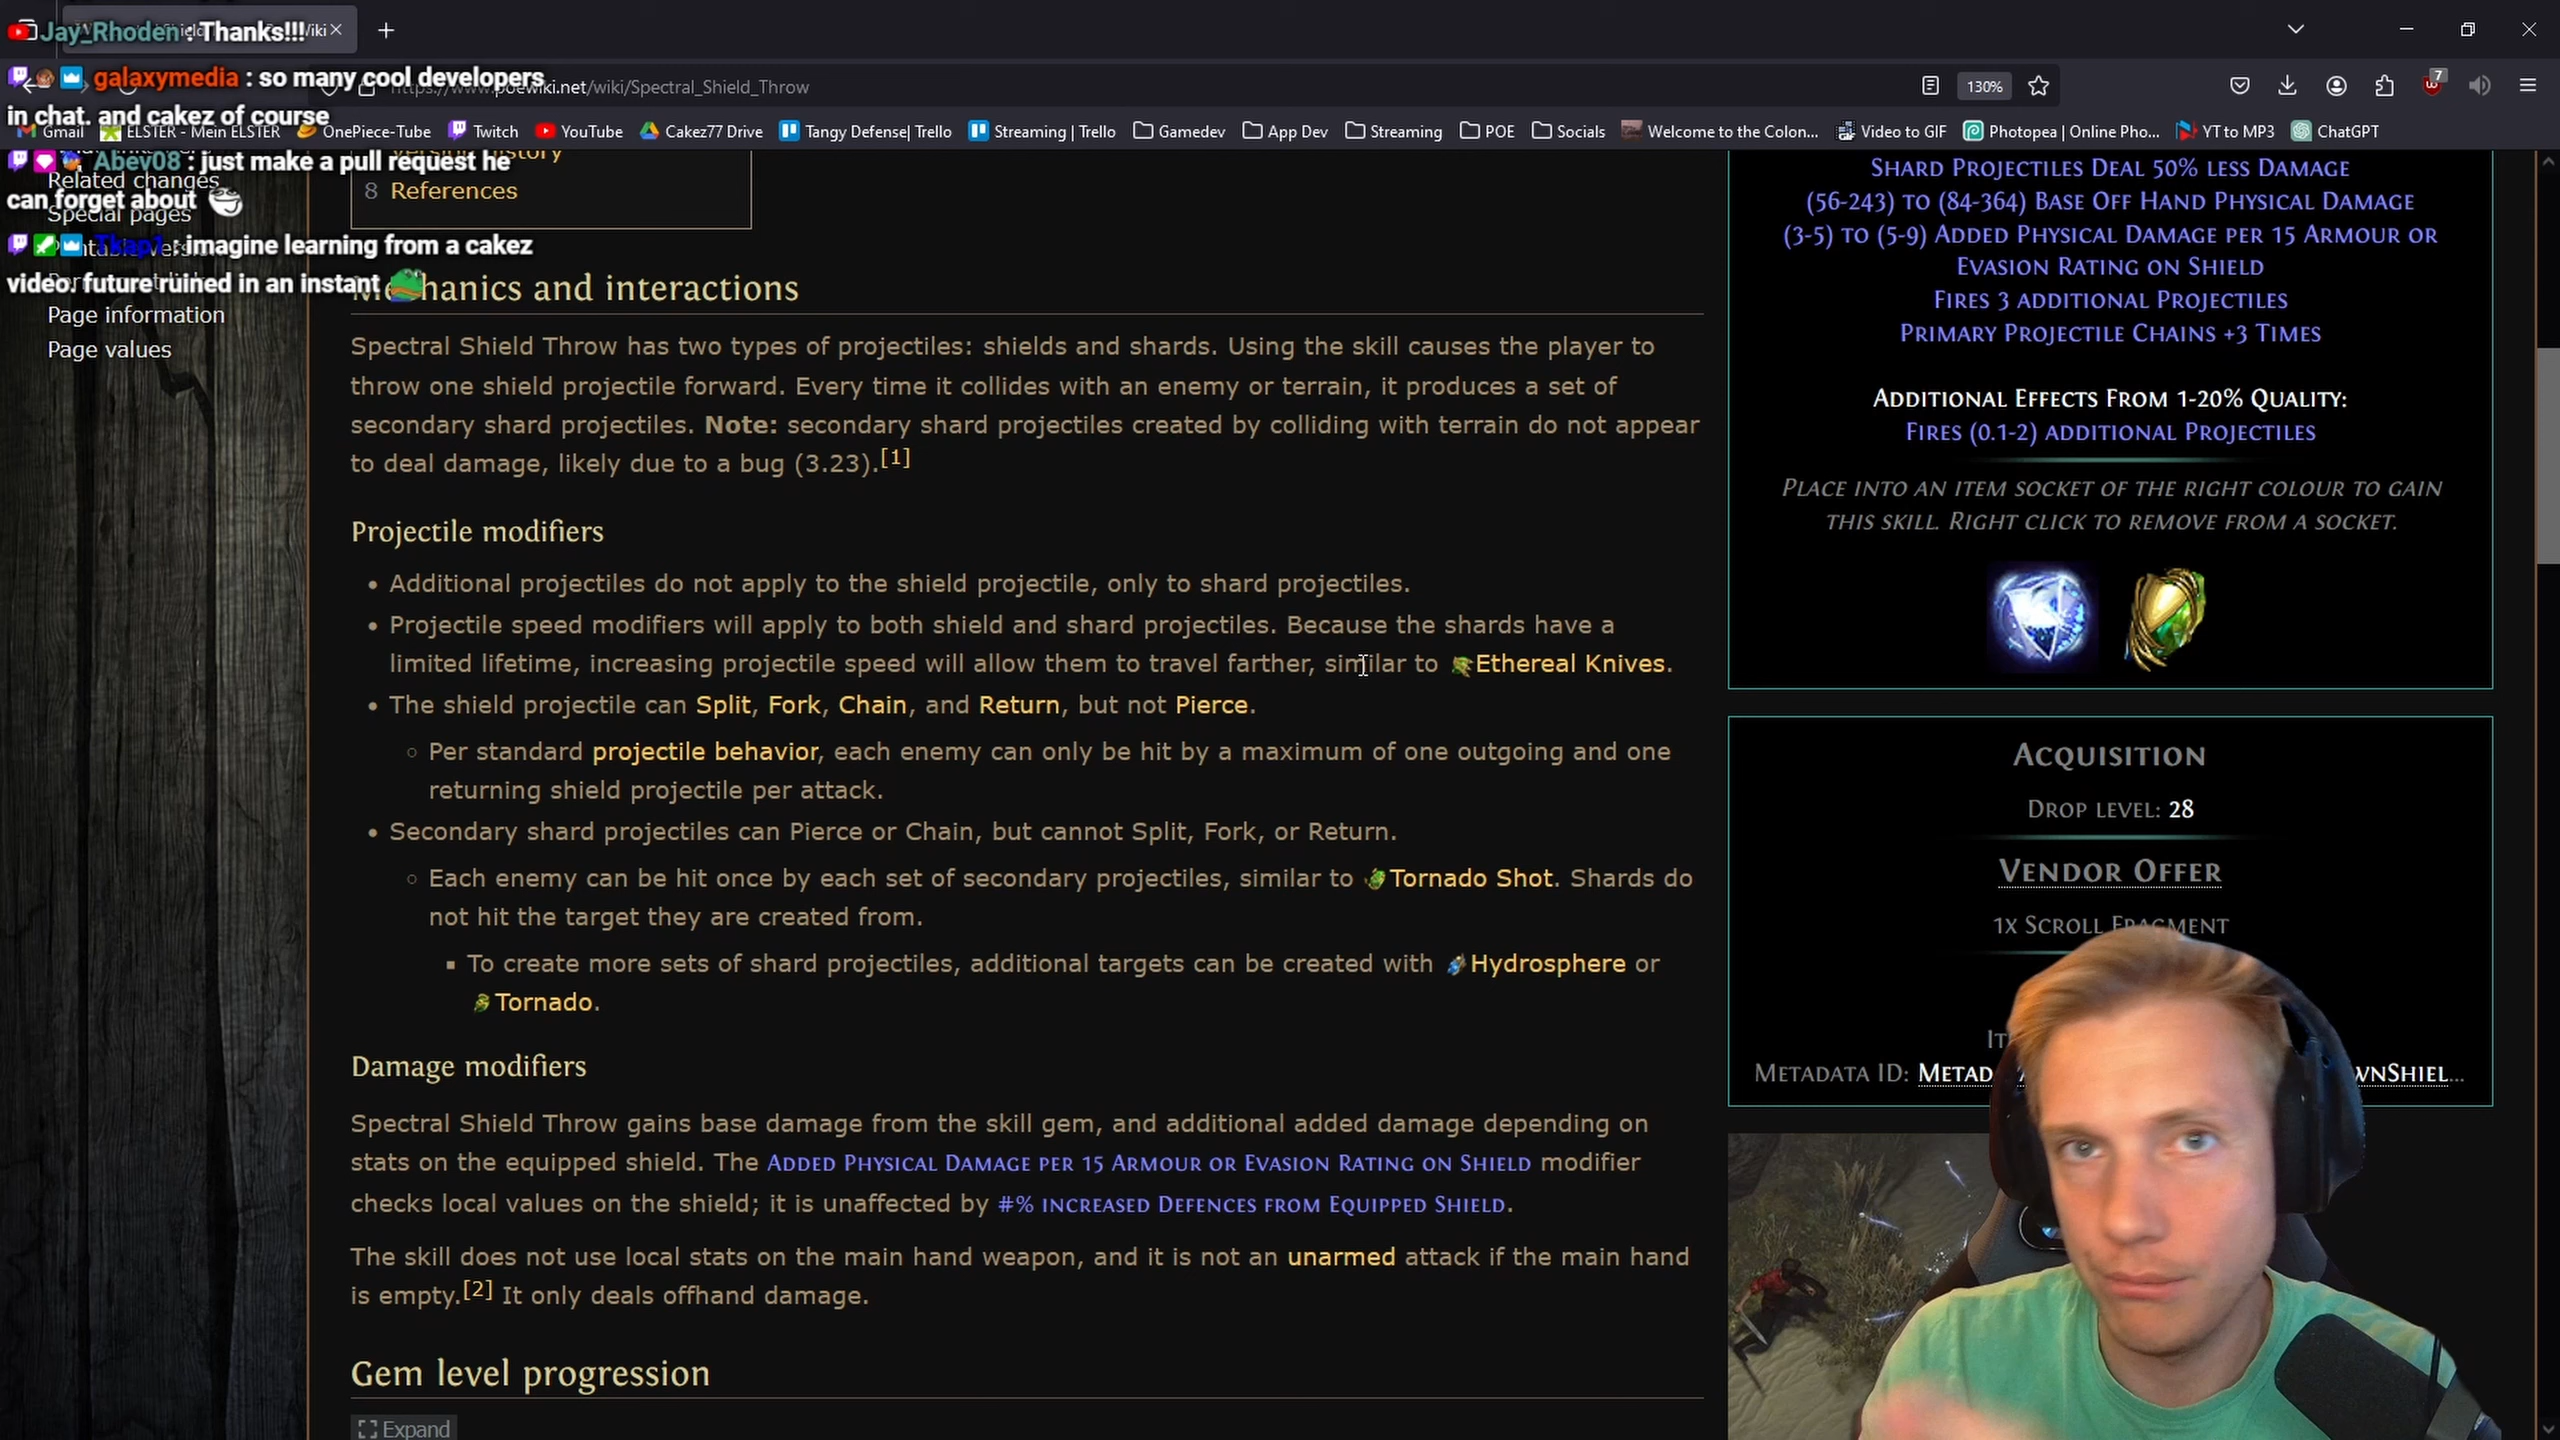 Jay_Rhoden : Thanks!!!
iki
galaxymedia : so many cool developers
in chat. and cakez of course
https://www.poewiki.net/wiki/Spectral_Shield_Throw
130%
7
Gmail
ELSTER - Mein ELSTER
OnePiece-Tube
Twitch
YouTube
Cakez77 Drive
Tangy Defense| Trello
Streaming | Trello
Gamedev
App Dev
Streaming
POE
Socials
Welcome to the Colon...
Video to GIF
Photopea | Online Pho...
YT to MP3
ChatGPT
Abev08 : just make a pull request he
can forget about
Related changes
Special pages
Tkap1 : imagine learning from a cakez
video. future ruined in an instant
Page information
Page values
Version history
8 References
Mechanics and interactions
Spectral Shield Throw has two types of projectiles: shields and shards. Using the skill causes the player to
throw one shield projectile forward. Every time it collides with an enemy or terrain, it produces a set of
secondary shard projectiles. Note: secondary shard projectiles created by colliding with terrain do not appear
to deal damage, likely due to a bug (3.23).[1]
Projectile modifiers
• Additional projectiles do not apply to the shield projectile, only to shard projectiles.
• Projectile speed modifiers will apply to both shield and shard projectiles. Because the shards have a
limited lifetime, increasing projectile speed will allow them to travel farther, similar to Ethereal Knives.
• The shield projectile can Split, Fork, Chain, and Return, but not Pierce.
○ Per standard projectile behavior, each enemy can only be hit by a maximum of one outgoing and one
returning shield projectile per attack.
• Secondary shard projectiles can Pierce or Chain, but cannot Split, Fork, or Return.
○ Each enemy can be hit once by each set of secondary projectiles, similar to Tornado Shot. Shards do
not hit the target they are created from.
▪ To create more sets of shard projectiles, additional targets can be created with Hydrosphere or
Tornado.
Damage modifiers
Spectral Shield Throw gains base damage from the skill gem, and additional added damage depending on
stats on the equipped shield. The Added Physical Damage per 15 Armour or Evasion Rating on Shield modifier
checks local values on the shield; it is unaffected by #% increased Defences from Equipped Shield.
The skill does not use local stats on the main hand weapon, and it is not an unarmed attack if the main hand
is empty.[2] It only deals offhand damage.
Gem level progression
Expand
Shard Projectiles Deal 50% less Damage
(56-243) to (84-364) Base Off Hand Physical Damage
(3-5) to (5-9) Added Physical Damage per 15 Armour or
Evasion Rating on Shield
Fires 3 additional Projectiles
Primary Projectile Chains +3 Times
Additional Effects From 1-20% Quality:
Fires (0.1-2) additional Projectiles
Place into an item socket of the right colour to gain
this skill. Right click to remove from a socket.
Acquisition
Drop level: 28
Vendor Offer
1x Scroll Fragment
Metadata ID: Metad
wnShiel...